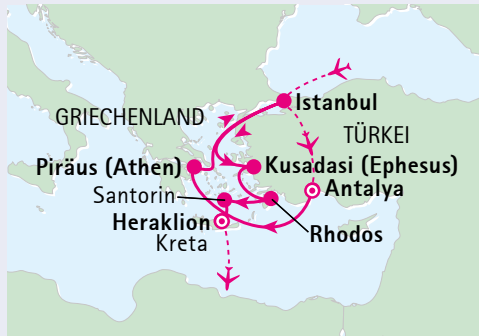 Istanbul
GRIECHENLAND
TÜRKEI
Piräus (Athen)
Kusadasi (Ephesus)
Santorin
Antalya
Heraklion
Kreta
Rhodos